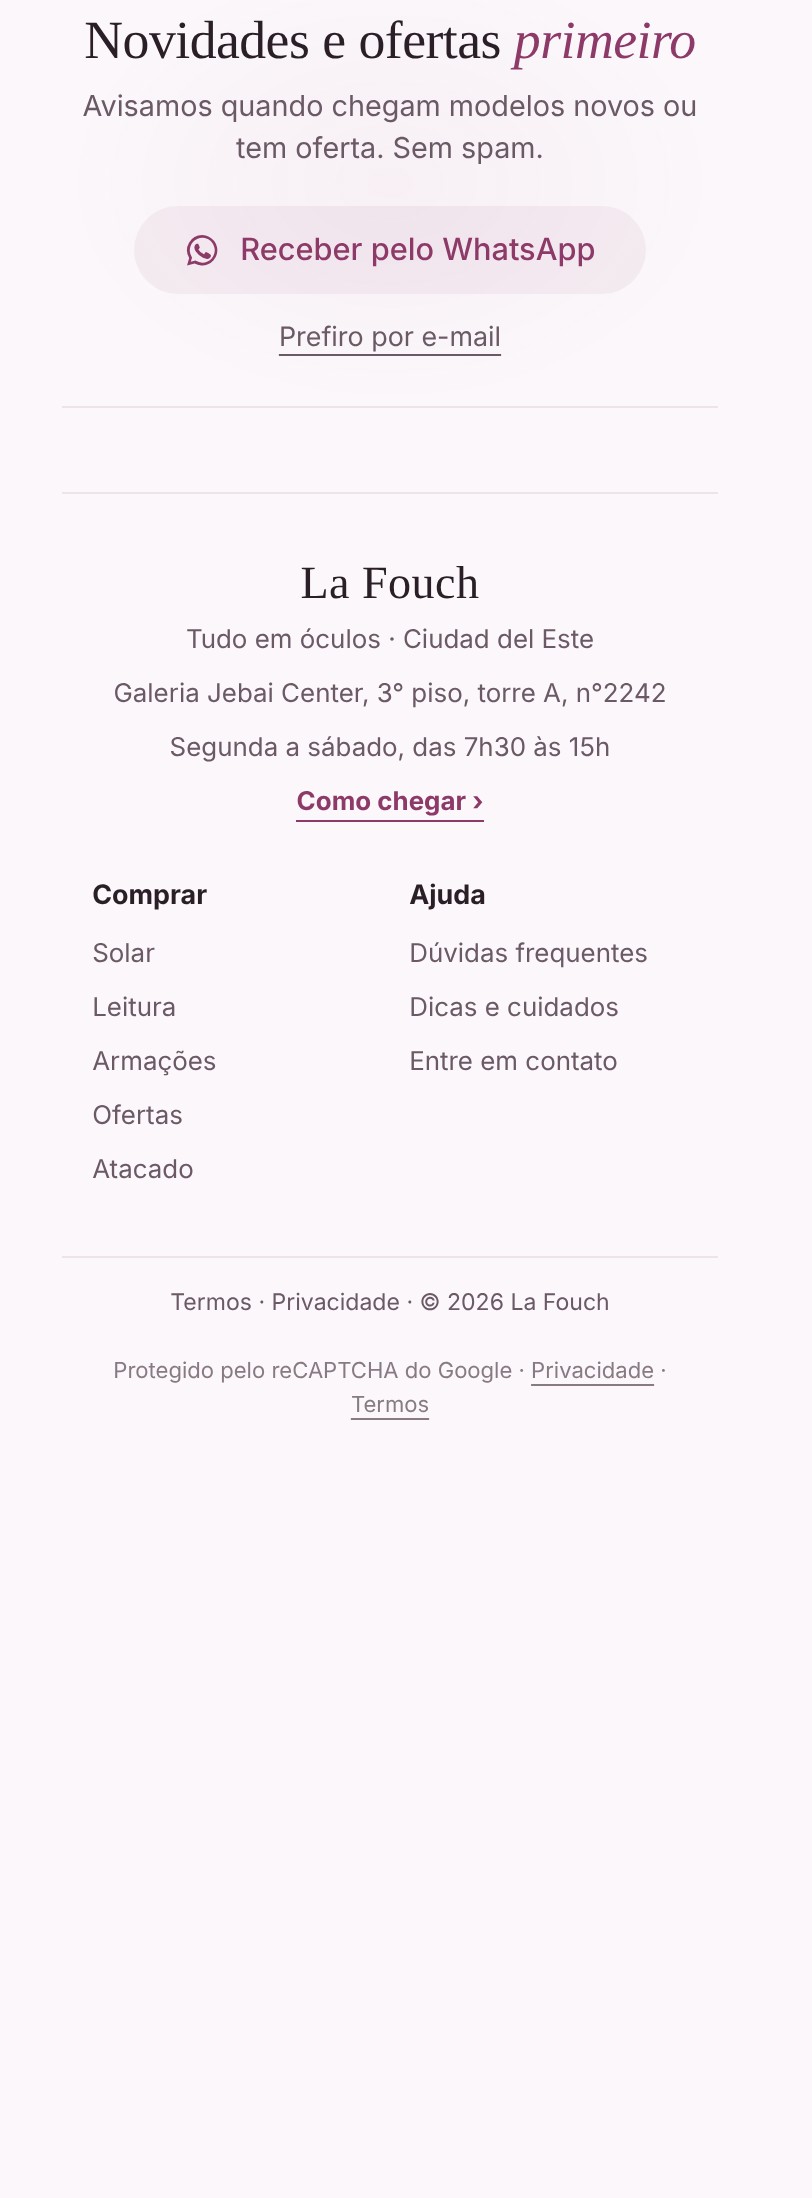 Novidades e ofertas primeiro
Avisamos quando chegam modelos novos ou
tem oferta. Sem spam.
Receber pelo WhatsApp
Prefiro por e-mail
La Fouch
Tudo em óculos · Ciudad del Este
Galeria Jebai Center, 3° piso, torre A, n°2242
Segunda a sábado, das 7h30 às 15h
Como chegar ›
Comprar
Solar
Leitura
Armações
Ofertas
Atacado
Ajuda
Dúvidas frequentes
Dicas e cuidados
Entre em contato
Termos · Privacidade · © 2026 La Fouch
Protegido pelo reCAPTCHA do Google · Privacidade ·
Termos